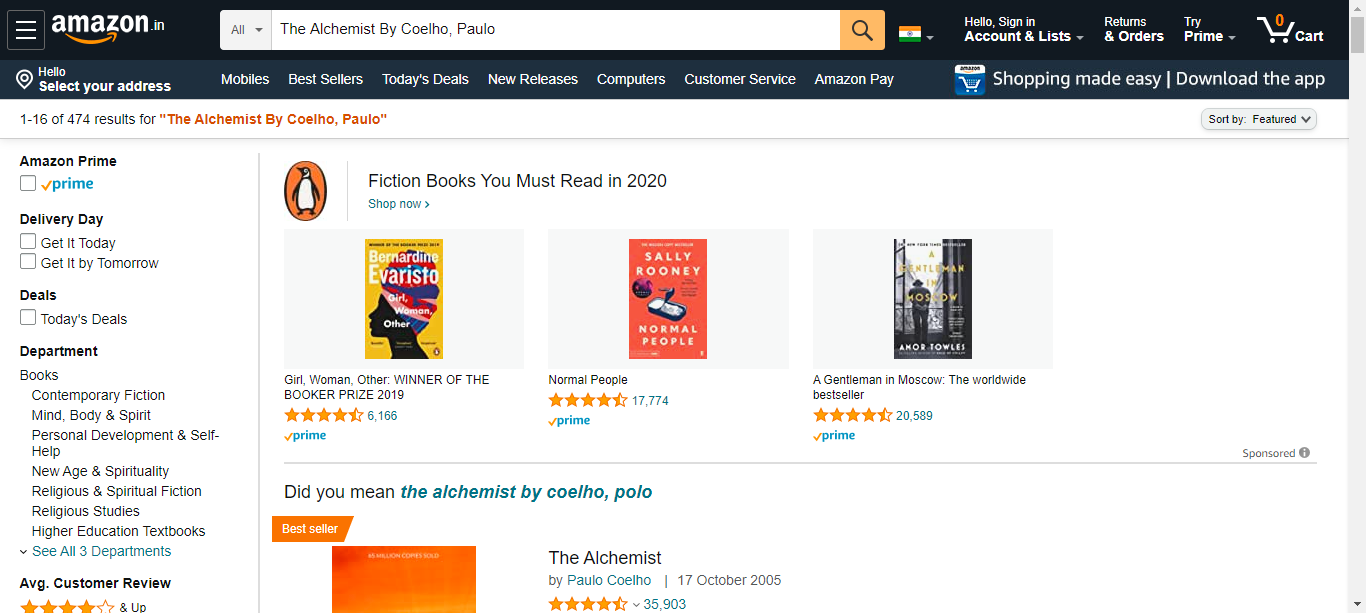 amazon.in
All
The Alchemist By Coelho, Paulo
Hello, Sign in
Account & Lists
Returns
& Orders
Try
Prime
0
Cart
Hello
Select your address
Mobiles
Best Sellers
Today's Deals
New Releases
Computers
Customer Service
Amazon Pay
amazon
Shopping made easy | Download the app
1-16 of 474 results for "The Alchemist By Coelho, Paulo"
Sort by: Featured
Amazon Prime
prime
Delivery Day
Get It Today
Get It by Tomorrow
Deals
Today's Deals
Department
Books
Contemporary Fiction
Mind, Body & Spirit
Personal Development & Self-
Help
New Age & Spirituality
Religious & Spiritual Fiction
Religious Studies
Higher Education Textbooks
See All 3 Departments
Avg. Customer Review
& Up
Fiction Books You Must Read in 2020
Shop now ›
WINNER OF THE BOOKER PRIZE 2019
Bernardine
Evaristo
Girl,
Woman,
Other
Girl, Woman, Other: WINNER OF THE
BOOKER PRIZE 2019
6,166
prime
SALLY
ROONEY
NORMAL
PEOPLE
Normal People
17,774
prime
A
GENTLEMAN
IN
MOSCOW
AMOR TOWLES
A Gentleman in Moscow: The worldwide
bestseller
20,589
prime
Sponsored
Did you mean the alchemist by coelho, polo
Best seller
65 MILLION COPIES SOLD
The Alchemist
by Paulo Coelho | 17 October 2005
35,903